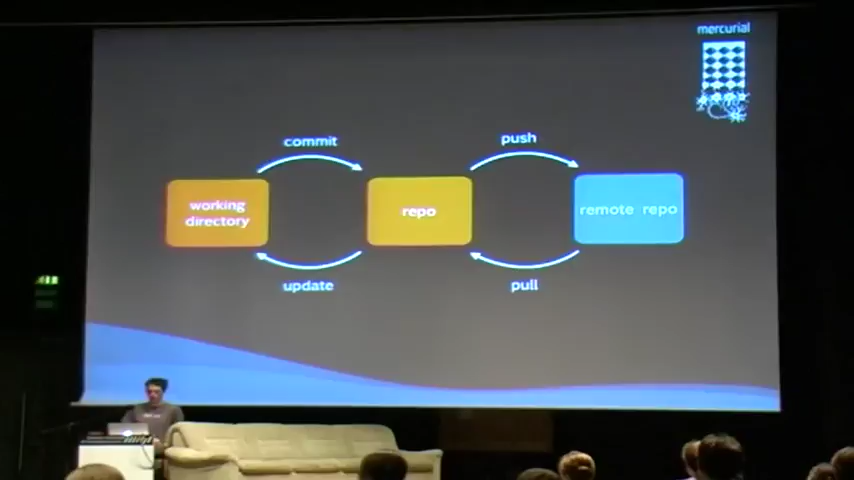 mercurial
commit
push
working
directory
repo
remote repo
update
pull